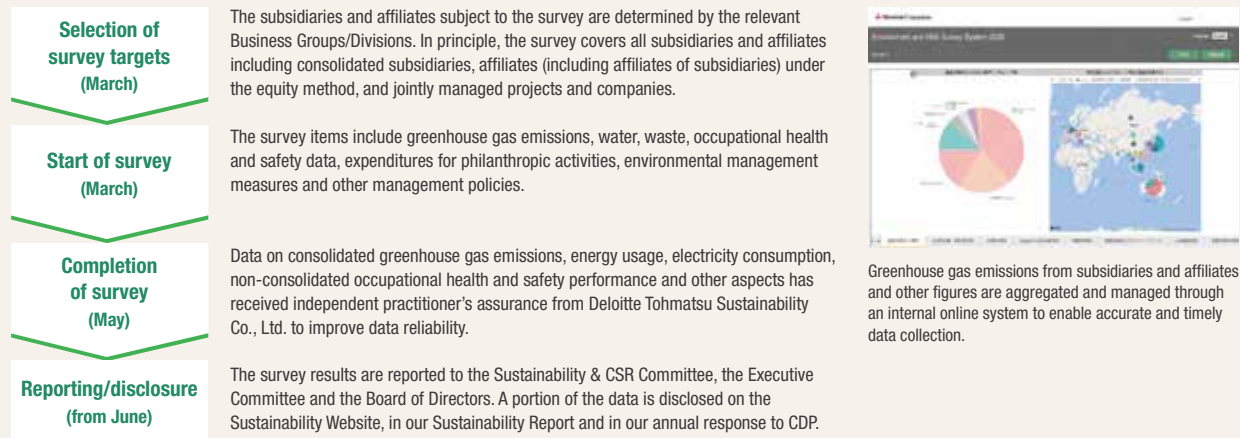 Selection of
survey targets
(March)
The subsidiaries and affiliates subject to the survey are determined by the relevant
Business Groups/Divisions. In principle, the survey covers all subsidiaries and affiliates
including consolidated subsidiaries, affiliates (including affiliates of subsidiaries) under
the equity method, and jointly managed projects and companies.
Start of survey
(March)
The survey items include greenhouse gas emissions, water, waste, occupational health
and safety data, expenditures for philanthropic activities, environmental management
measures and other management policies.
Completion
of survey
(May)
Data on consolidated greenhouse gas emissions, energy usage, electricity consumption,
non-consolidated occupational health and safety performance and other aspects has
received independent practitioner's assurance from Deloitte Tohmatsu Sustainability
Co., Ltd. to improve data reliability.
Reporting/disclosure
(from June)
The survey results are reported to the Sustainability & CSR Committee, the Executive
Committee and the Board of Directors. A portion of the data is disclosed on the
Sustainability Website, in our Sustainability Report and in our annual response to CDP.
Greenhouse gas emissions from subsidiaries and affiliates
and other figures are aggregated and managed through
an internal online system to enable accurate and timely
data collection.